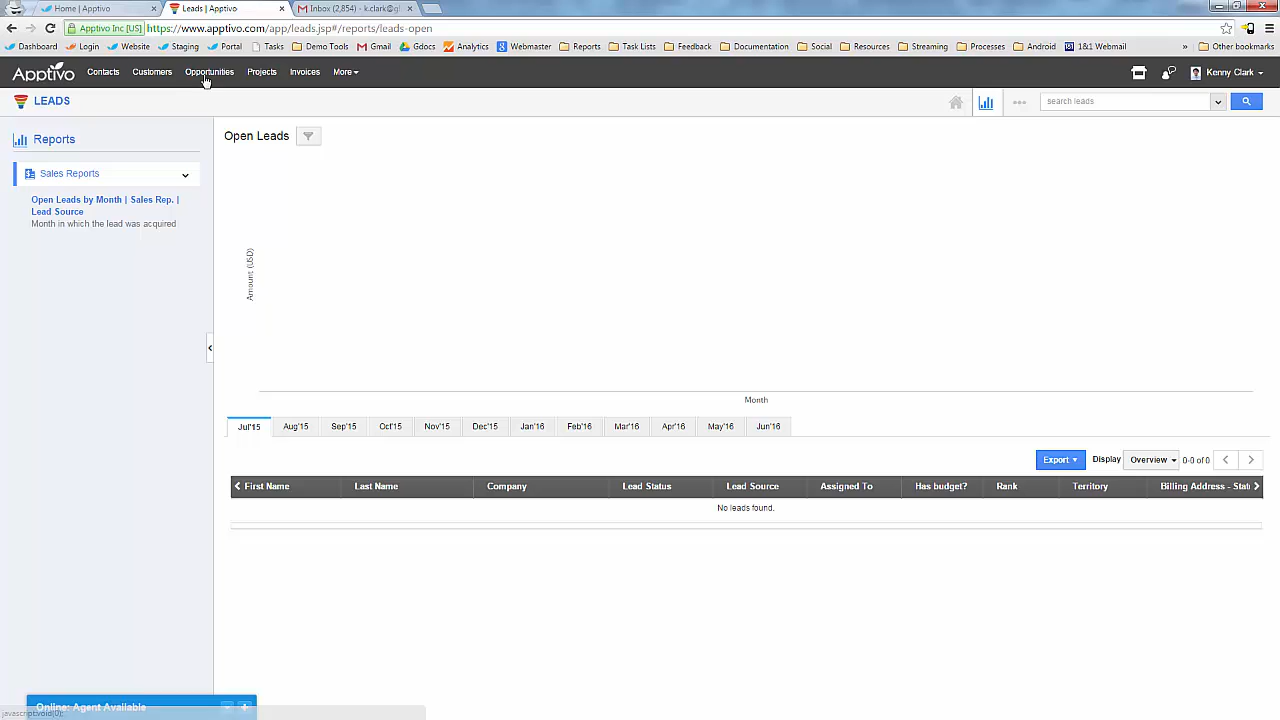 Home | Apptivo
Leads | Apptivo
Inbox (2,854) - k.clark@gl
Apptivo Inc [US] https://www.apptivo.com/app/leads.jsp#/reports/leads-open
Dashboard Login Website Staging Portal Tasks Demo Tools Gmail Gdocs Analytics Webmaster Reports Task Lists Feedback Documentation Social Resources Streaming Processes Android 1&1 Webmail » Other bookmarks
Apptivo Contacts Customers Opportunities Projects Invoices More Kenny Clark
LEADS
search leads
Reports
Sales Reports
Open Leads by Month | Sales Rep. |
Lead Source
Month in which the lead was acquired
Open Leads
Amount (USD)
Month
Jul'15 Aug'15 Sep'15 Oct'15 Nov'15 Dec'15 Jan'16 Feb'16 Mar'16 Apr'16 May'16 Jun'16
Export Display Overview 0-0 of 0
First Name Last Name Company Lead Status Lead Source Assigned To Has budget? Rank Territory Billing Address - Stat
No leads found.
Online: Agent Available
javascript:void(0);